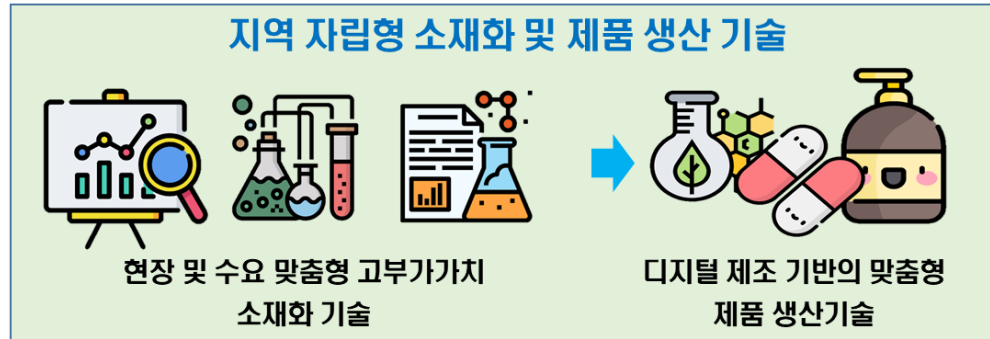 지역 자립형 소재화 및 제품 생산 기술
현장 및 수요 맞춤형 고부가가치
소재화 기술
디지털 제조 기반의 맞춤형
제품 생산기술